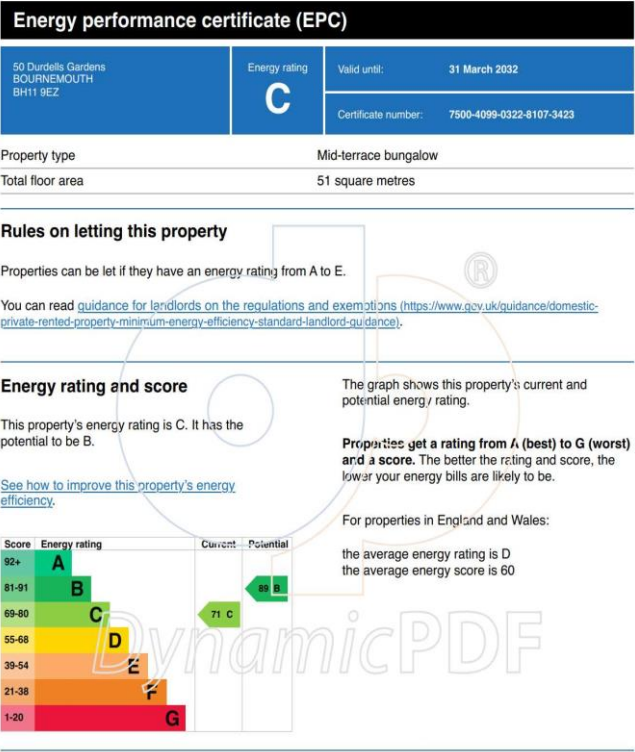 Energy performance certificate (EPC)
50 Durdells Gardens
BOURNEMOUTH
BH11 9EZ
Energy rating
C
Valid until:
31 March 2032
Certificate number:
7500-4099-0322-8107-3423
Property type
Mid-terrace bungalow
Total floor area
51 square metres
Rules on letting this property
Properties can be let if they have an energy rating from A to E.
You can read guidance for landlords on the regulations and exemptions (https://www.gov.uk/guidance/domestic-
private-rented-property-minimum-energy-efficiency-standard-landlord-guidance).
Energy rating and score
This property's energy rating is C. It has the
potential to be B.
See how to improve this property's energy
efficiency.
The graph shows this property's current and
potential energy rating.
Properties get a rating from A (best) to G (worst)
and a score. The better the rating and score, the
lower your energy bills are likely to be.
For properties in England and Wales:
the average energy rating is D
the average energy score is 60
Score Energy rating Current Potential
92+ A
81-91 B 89 B
69-80 C 71 C
55-68 D
39-54 E
21-38 F
1-20 G
DynamicPDF
®